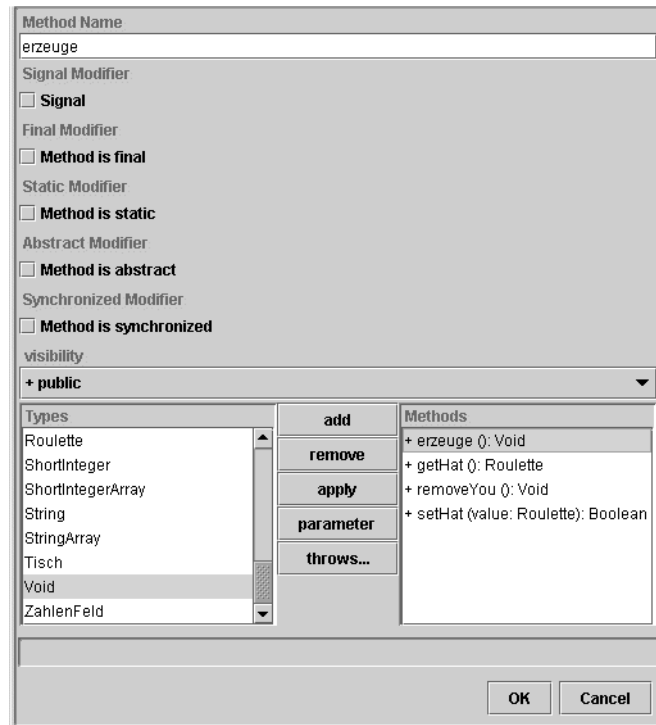 Method Name
erzeuge
Signal Modifier
Signal
Final Modifier
Method is final
Static Modifier
Method is static
Abstract Modifier
Method is abstract
Synchronized Modifier
Method is synchronized
visibility
+ public
Types
Roulette
ShortInteger
ShortIntegerArray
String
StringArray
Tisch
Void
ZahlenFeld
add
remove
apply
parameter
throws...
Methods
+ erzeuge (): Void
+ getHat (): Roulette
+ removeYou (): Void
+ setHat (value: Roulette): Boolean
OK
Cancel